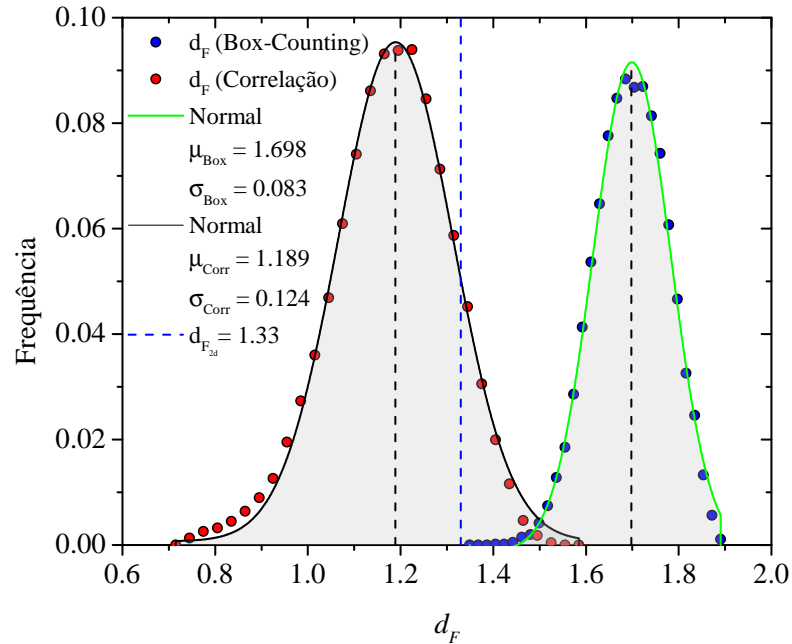 0.10
0.08
0.06
0.04
0.02
0.00
Frequência
d_F (Box-Counting)
d_F (Correlação)
Normal
μ_Box = 1.698
σ_Box = 0.083
Normal
μ_Corr = 1.189
σ_Corr = 0.124
d_F_2d = 1.33
0.6 0.8 1.0 1.2 1.4 1.6 1.8 2.0
d_F